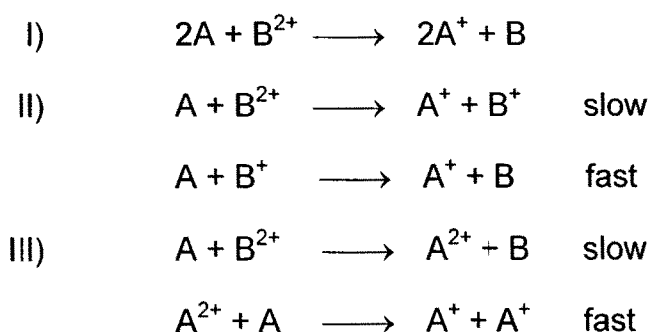 I) 2A + B²⁺ ⟶ 2A⁺ + B
II) A + B²⁺ ⟶ A⁺ + B⁺ slow
A + B⁺ ⟶ A⁺ + B fast
III) A + B²⁺ ⟶ A²⁺ + B slow
A²⁺ + A ⟶ A⁺ + A⁺ fast